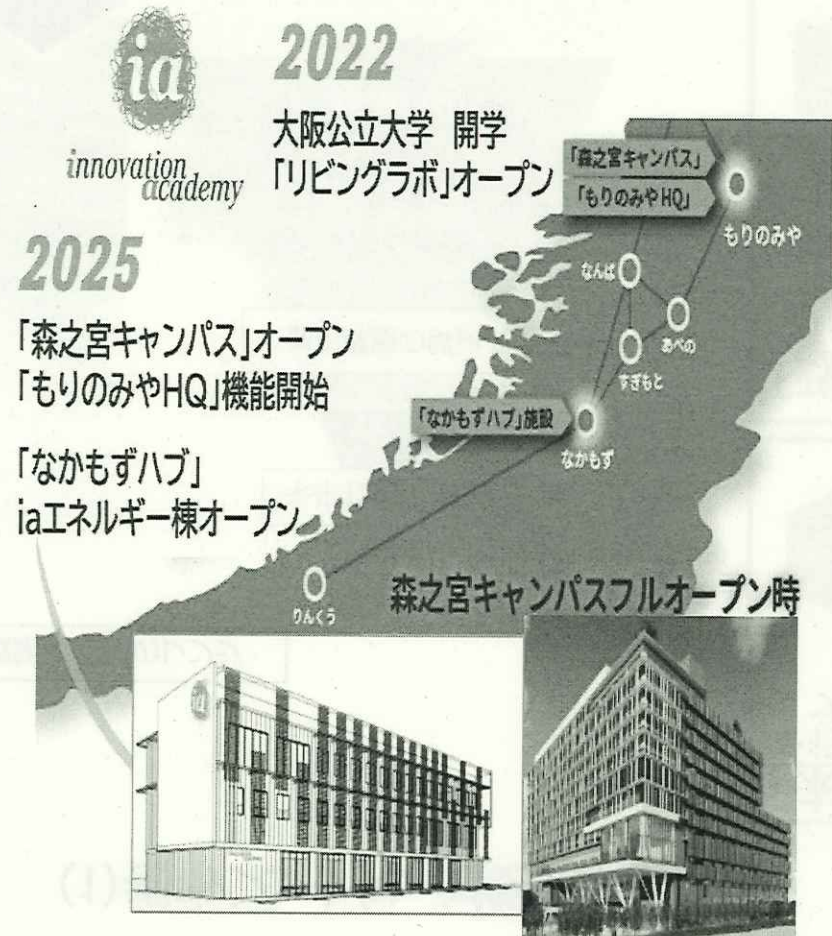 ia
innovation
academy
2022
大阪公立大学 開学
「リビングラボ」オープン
2025
「森之宮キャンパス」オープン
「もりのみやHQ」機能開始
「なかもずハブ」
iaエネルギー棟オープン
「森之宮キャンパス」
「もりのみやHQ」
もりのみや
なんば
あべの
すぎもと
「なかもずハブ」施設
なかもず
りんくう
森之宮キャンパスフルオープン時
ia
(1)